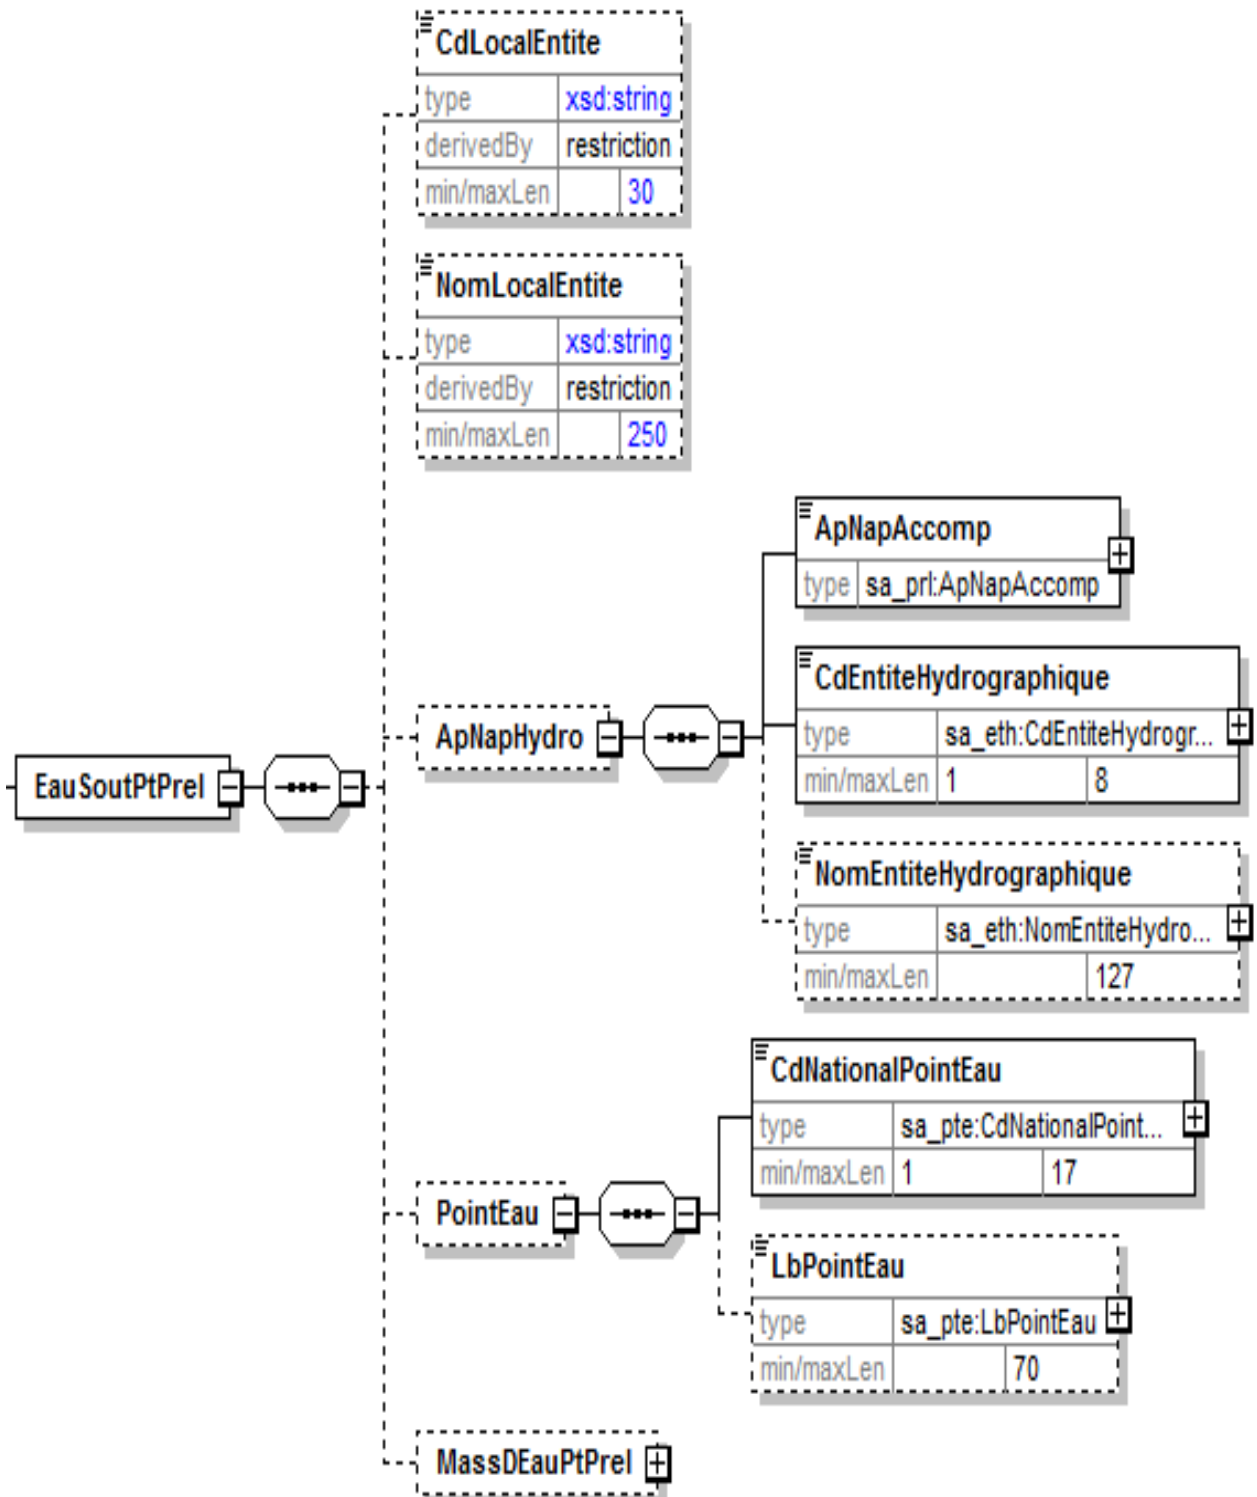 CdLocalEntite
type xsd:string
derivedBy restriction
min/maxLen 30
NomLocalEntite
type xsd:string
derivedBy restriction
min/maxLen 250
ApNapAccomp
type sa_prl:ApNapAccomp
CdEntiteHydrographique
type sa_eth:CdEntiteHydrogr...
min/maxLen 1 8
ApNapHydro
EauSoutPtPrel
NomEntiteHydrographique
type sa_eth:NomEntiteHydro...
min/maxLen 127
CdNationalPointEau
type sa_pte:CdNationalPoint...
min/maxLen 1 17
PointEau
LbPointEau
type sa_pte:LbPointEau
min/maxLen 70
MassDEauPtPrel